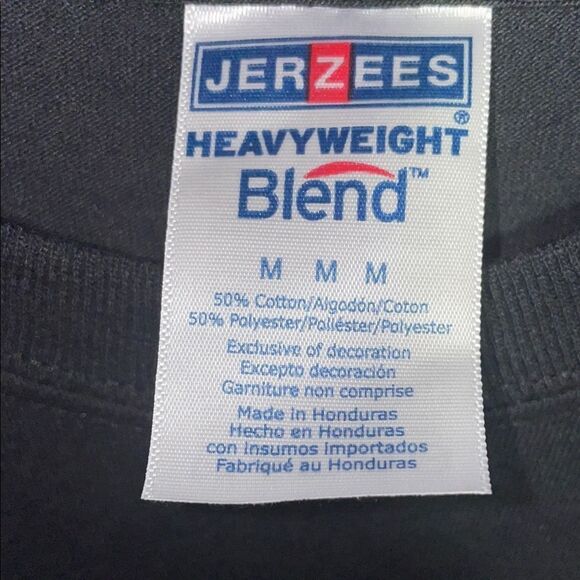 JERZEES
®
HEAVYWEIGHT
Blend™
M M M
50% Cotton/Algodón/Coton
50% Polyester/Poliéster/Polyester
Exclusive of decoration
Excepto decoración
Garniture non comprise
Made in Honduras
Hecho en Honduras
con insumos importados
Fabriqué au Honduras